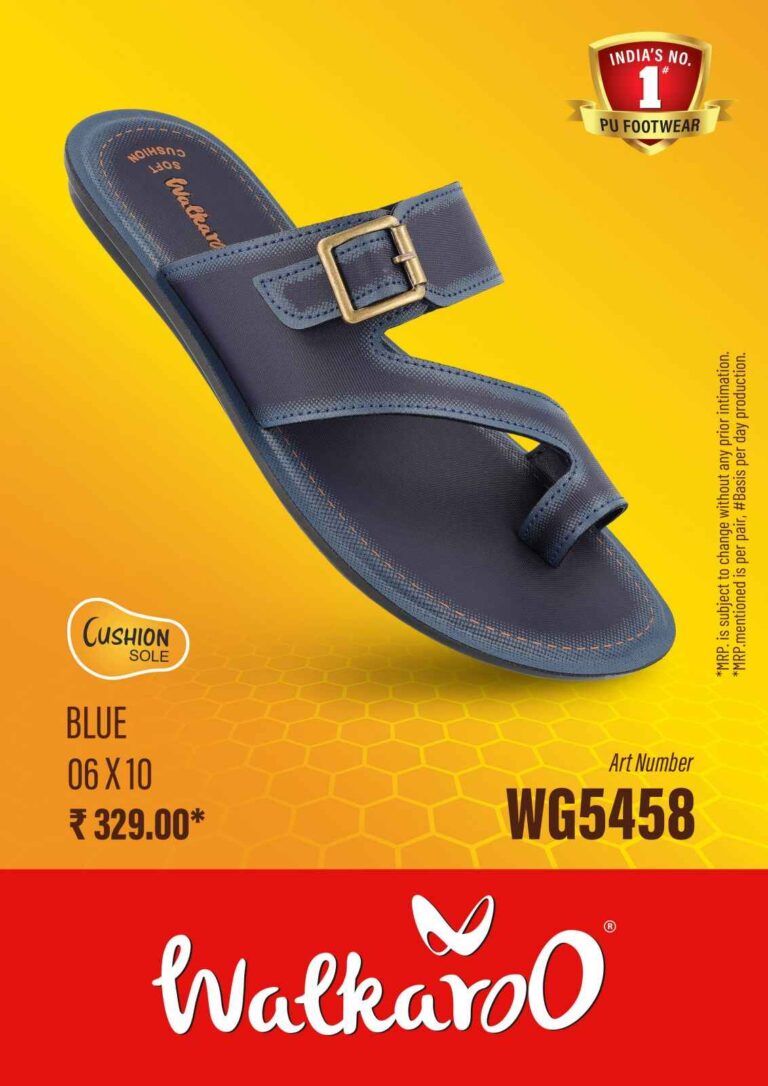 INDIA'S NO.
1#
PU FOOTWEAR
SOFT
CUSHION
Walkaroo
*MRP. is subject to change without any prior intimation.
*MRP.mentioned is per pair, #Basis per day production.
CUSHION
SOLE
BLUE
06 X 10
₹ 329.00*
Art Number
WG5458
Walkaroo®